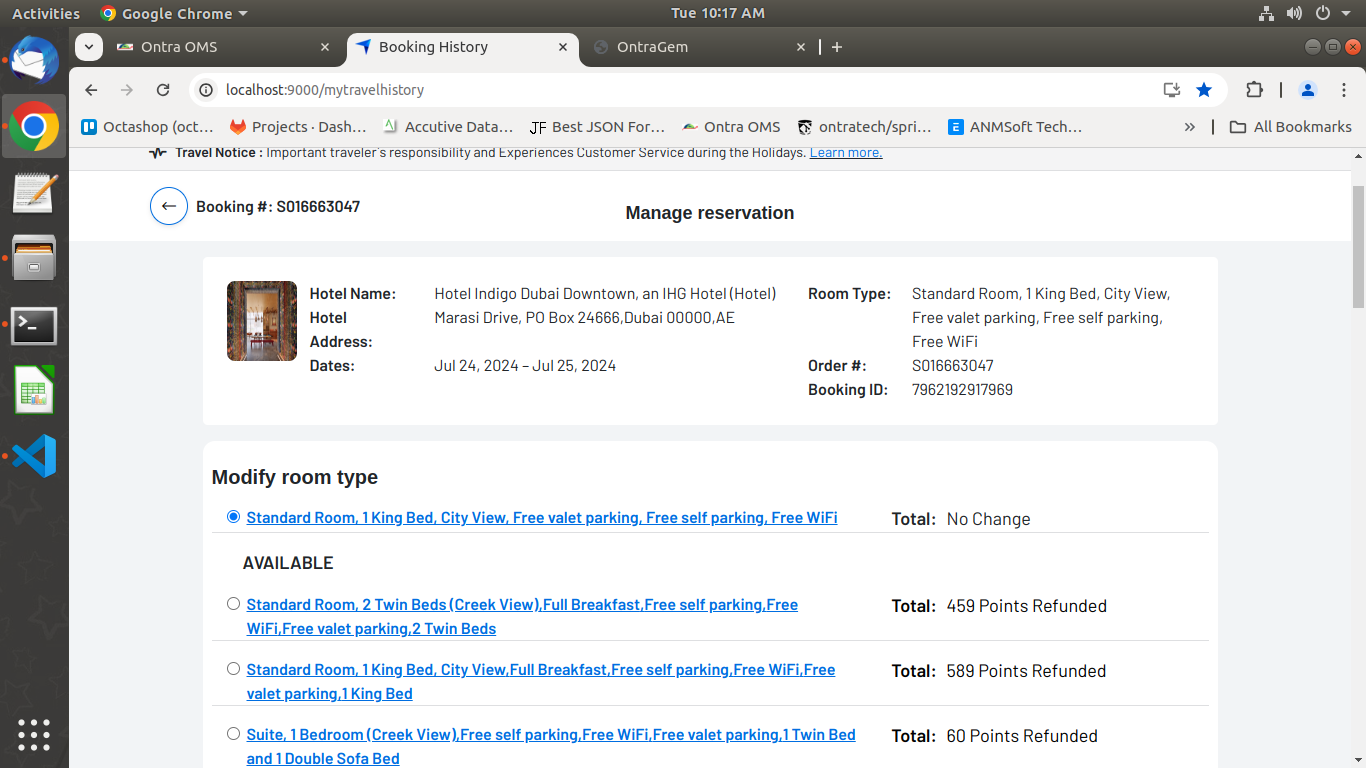 Activities
Google Chrome
Tue 10:17 AM
Ontra OMS
Booking History
OntraGem
localhost:9000/mytravelhistory
Octashop (oct…
Projects · Dash…
Accutive Data…
JF Best JSON For…
Ontra OMS
ontratech/spri…
E ANMSoft Tech…
All Bookmarks
Travel Notice : Important traveler's responsibility and Experiences Customer Service during the Holidays. Learn more.
Booking #: S016663047
Manage reservation
Hotel Name: Hotel Indigo Dubai Downtown, an IHG Hotel (Hotel)
Hotel Address: Marasi Drive, PO Box 24666,Dubai 00000,AE
Dates: Jul 24, 2024 – Jul 25, 2024
Room Type: Standard Room, 1 King Bed, City View,
Free valet parking, Free self parking,
Free WiFi
Order #: S016663047
Booking ID: 7962192917969
Modify room type
Standard Room, 1 King Bed, City View, Free valet parking, Free self parking, Free WiFi
Total: No Change
AVAILABLE
Standard Room, 2 Twin Beds (Creek View),Full Breakfast,Free self parking,Free
WiFi,Free valet parking,2 Twin Beds
Total: 459 Points Refunded
Standard Room, 1 King Bed, City View,Full Breakfast,Free self parking,Free WiFi,Free
valet parking,1 King Bed
Total: 589 Points Refunded
Suite, 1 Bedroom (Creek View),Free self parking,Free WiFi,Free valet parking,1 Twin Bed
and 1 Double Sofa Bed
Total: 60 Points Refunded